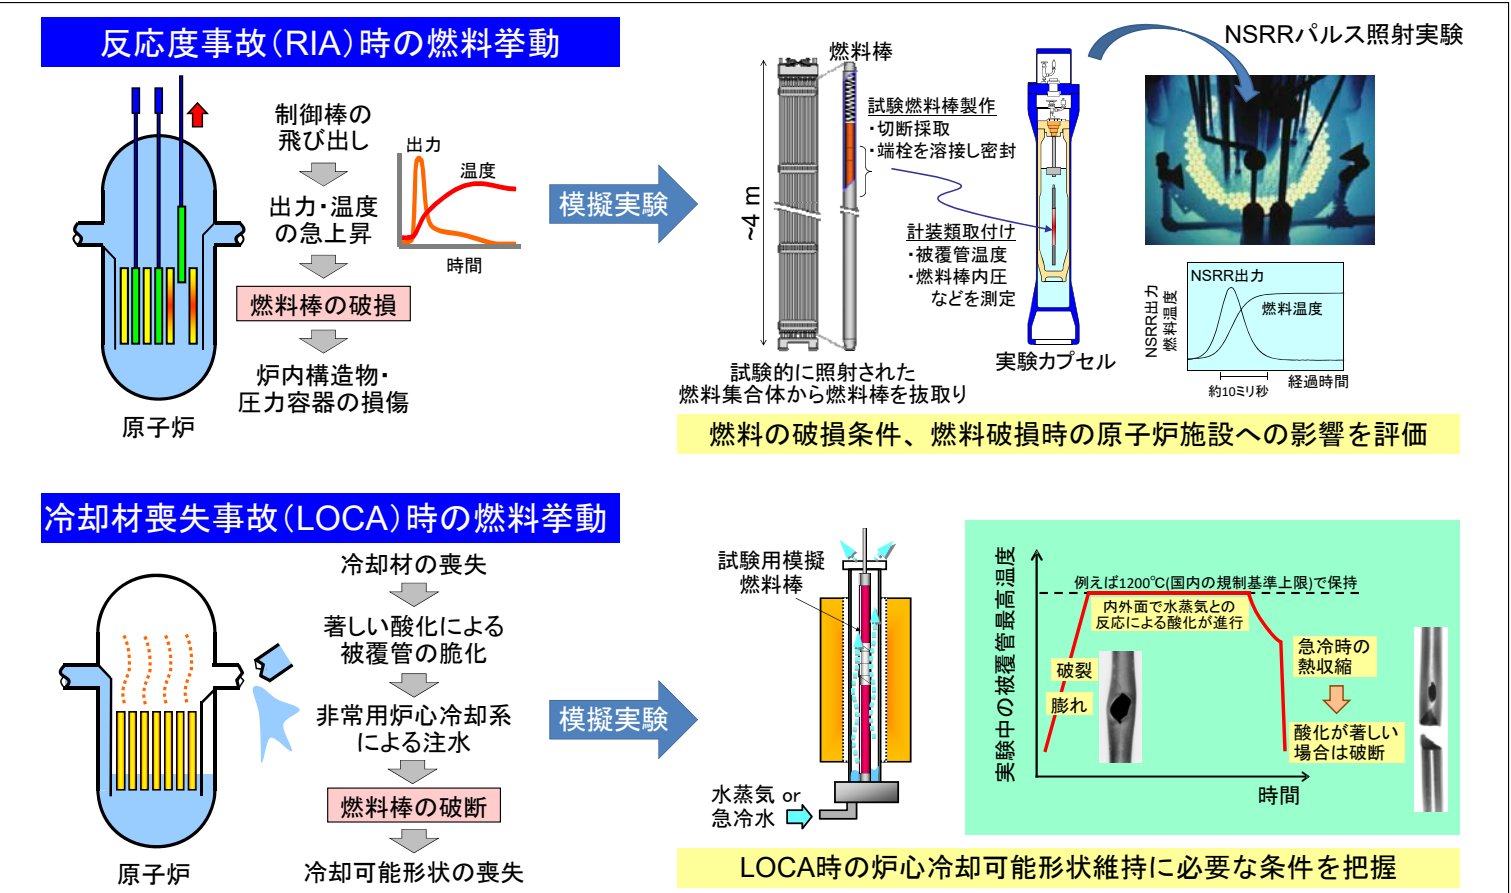 反応度事故(RIA)時の燃料挙動
制御棒の
飛び出し
出力・温度
の急上昇
燃料棒の破損
炉内構造物・
圧力容器の損傷
原子炉
出力
温度
時間
模擬実験
~4 m
燃料棒
試験燃料棒製作
・切断採取
・端栓を溶接し密封
計装類取付け
・被覆管温度
・燃料棒内圧
などを測定
試験的に照射された
燃料集合体から燃料棒を抜取り
実験カプセル
NSRRパルス照射実験
NSRR出力
燃料温度
NSRR出力
燃料温度
約10ミリ秒
経過時間
燃料の破損条件、燃料破損時の原子炉施設への影響を評価
冷却材喪失事故(LOCA)時の燃料挙動
冷却材の喪失
著しい酸化による
被覆管の脆化
非常用炉心冷却系
による注水
燃料棒の破断
冷却可能形状の喪失
原子炉
模擬実験
試験用模擬
燃料棒
水蒸気 or
急冷水
実験中の被覆管最高温度
例えば1200℃(国内の規制基準上限)で保持
内外面で水蒸気との
反応による酸化が進行
破裂
膨れ
急冷時の
熱収縮
酸化が著しい
場合は破断
時間
LOCA時の炉心冷却可能形状維持に必要な条件を把握